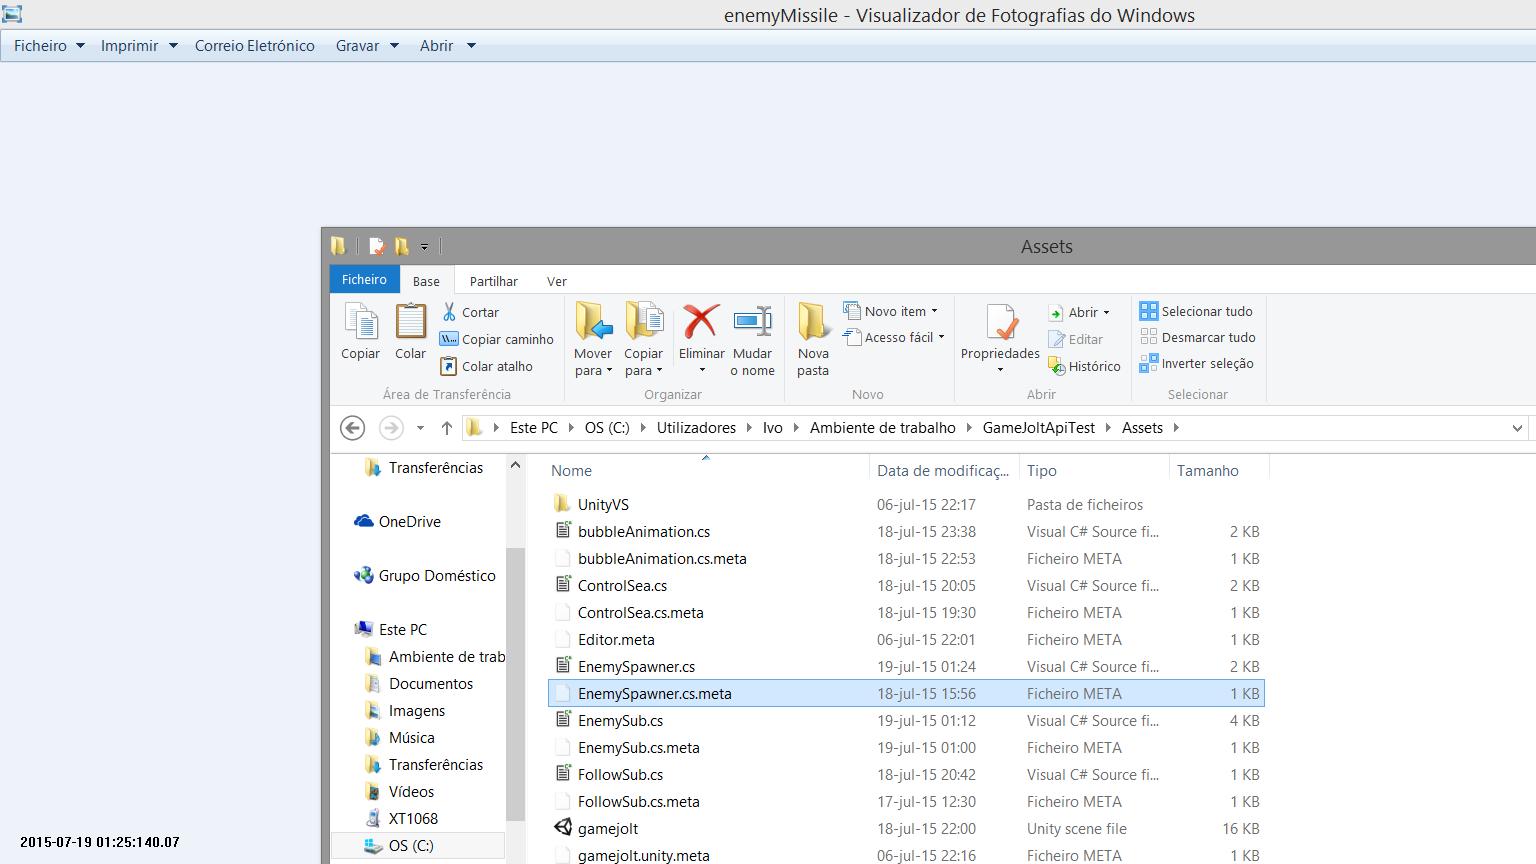 enemyMissile - Visualizador de Fotografias do Windows
Ficheiro Imprimir Correio Eletrónico Gravar Abrir
Assets
Ficheiro Base Partilhar Ver
Copiar
Colar
Cortar
Copiar caminho
Colar atalho
Área de Transferência
Mover para
Copiar para
Eliminar
Mudar o nome
Organizar
Nova pasta
Novo item
Acesso fácil
Novo
Propriedades
Abrir
Editar
Histórico
Abrir
Selecionar tudo
Desmarcar tudo
Inverter seleção
Selecionar
Este PC OS (C:) Utilizadores Ivo Ambiente de trabalho GameJoltApiTest Assets
Transferências
OneDrive
Grupo Doméstico
Este PC
Ambiente de trab
Documentos
Imagens
Música
Transferências
Vídeos
XT1068
OS (C:)
Nome Data de modificaç... Tipo Tamanho
UnityVS 06-jul-15 22:17 Pasta de ficheiros
bubbleAnimation.cs 18-jul-15 23:38 Visual C# Source fi... 2 KB
bubbleAnimation.cs.meta 18-jul-15 22:53 Ficheiro META 1 KB
ControlSea.cs 18-jul-15 20:05 Visual C# Source fi... 2 KB
ControlSea.cs.meta 18-jul-15 19:30 Ficheiro META 1 KB
Editor.meta 06-jul-15 22:01 Ficheiro META 1 KB
EnemySpawner.cs 19-jul-15 01:24 Visual C# Source fi... 2 KB
EnemySpawner.cs.meta 18-jul-15 15:56 Ficheiro META 1 KB
EnemySub.cs 19-jul-15 01:12 Visual C# Source fi... 4 KB
EnemySub.cs.meta 19-jul-15 01:00 Ficheiro META 1 KB
FollowSub.cs 18-jul-15 20:42 Visual C# Source fi... 1 KB
FollowSub.cs.meta 17-jul-15 12:30 Ficheiro META 1 KB
gamejolt 18-jul-15 22:00 Unity scene file 16 KB
gamejolt.unity.meta 06-jul-15 22:16 Ficheiro META 1 KB
2015-07-19 01:25:140.07